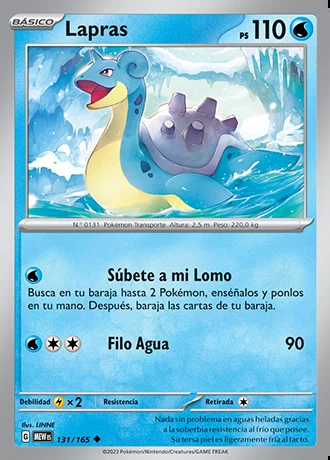 BÁSICO Lapras PS 110
N.º 0131 Pokémon Transporte Altura: 2,5 m Peso: 220,0 kg
Súbete a mi Lomo
Busca en tu baraja hasta 2 Pokémon, enséñalos y ponlos
en tu mano. Después, baraja las cartas de tu baraja.
Filo Agua 90
Debilidad ×2 Resistencia Retirada
Ilus. LINNE
G MEW ES 131/165
Nada sin problemas en aguas heladas gracias
a la soberbia resistencia al frío que posee.
Su tersa piel es ligeramente fría al tacto.
©2023 Pokémon/Nintendo/Creatures/GAME FREAK